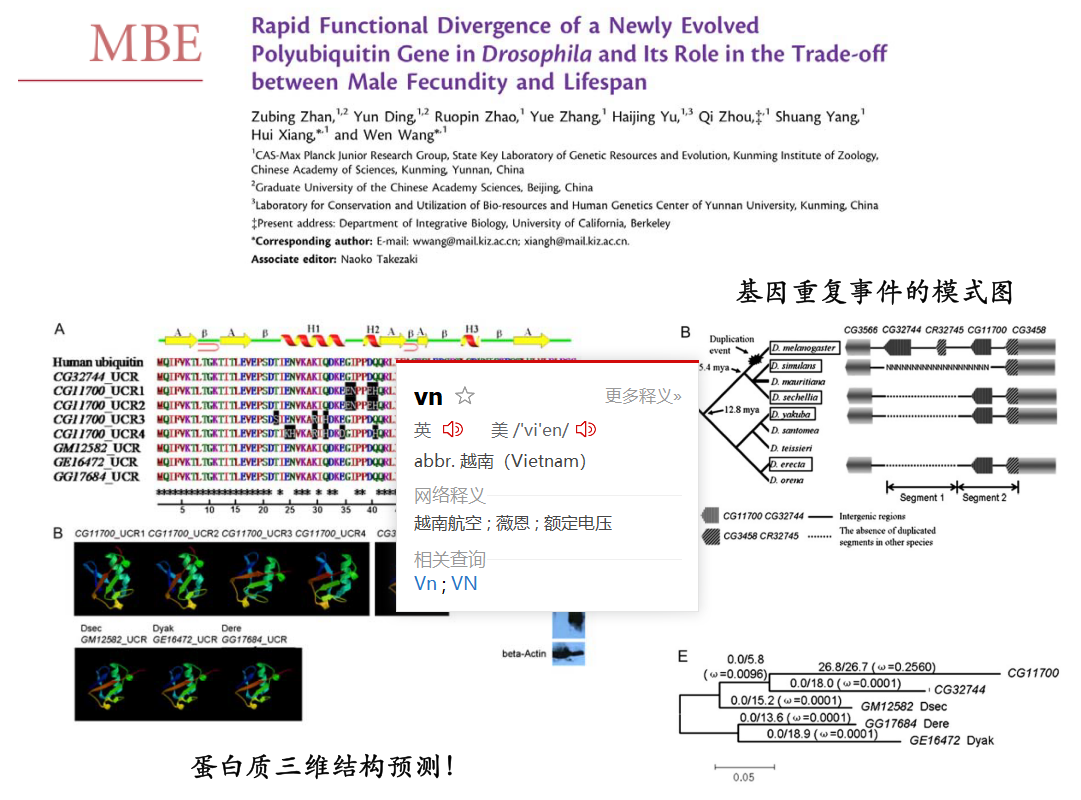 MBE
Rapid Functional Divergence of a Newly Evolved
Polyubiquitin Gene in Drosophila and Its Role in the Trade-off
between Male Fecundity and Lifespan
Zubing Zhan,1,2 Yun Ding,1,2 Ruopin Zhao,1 Yue Zhang,1 Haijing Yu,1,3 Qi Zhou,‡,1 Shuang Yang,1
Hui Xiang,*,1 and Wen Wang*,1
1CAS-Max Planck Junior Research Group, State Key Laboratory of Genetic Resources and Evolution, Kunming Institute of Zoology,
Chinese Academy of Sciences, Kunming, Yunnan, China
2Graduate University of the Chinese Academy Sciences, Beijing, China
3Laboratory for Conservation and Utilization of Bio-resources and Human Genetics Center of Yunnan University, Kunming, China
‡Present address: Department of Integrative Biology, University of California, Berkeley
*Corresponding author: E-mail: wwang@mail.kiz.ac.cn; xiangh@mail.kiz.ac.cn.
Associate editor: Naoko Takezaki
基因重复事件的模式图
A
A β A β H1 H2 A A β H3 β A
Human ubiquitin
CG32744_UCR
CG11700_UCR1
CG11700_UCR2
CG11700_UCR3
CG11700_UCR4
GM12582_UCR
GE16472_UCR
GG17684_UCR
5 10 15 20 25 30 35 40
vn
更多释义»
英 美 /'vi'en/
abbr. 越南（Vietnam）
网络释义
越南航空 ; 薇恩 ; 额定电压
相关查询
Vn ; VN
B
CG11700_UCR1 CG11700_UCR2 CG11700_UCR3 CG11700_UCR4
Dsec Dyak Dere
GM12582_UCR GE16472_UCR GG17684_UCR
beta-Actin
蛋白质三维结构预测!
B
CG3566 CG32744 CR32745 CG11700 CG3458
Duplication
event
5.4 mya
12.8 mya
D. melanogaster
D. simulans
NNNNNNNNNNNNNNNNNNNN
D. mauritiana
D. sechellia
D. yakuba
D. santomea
D. teissieri
D. erecta
D. orena
Segment 1 Segment 2
CG11700 CG32744 Intergenic regions
CG3458 CR32745 The absence of duplicated
segments in other species
E
0.0/5.8
(ω=0.0096)
26.8/26.7 (ω=0.2560)
CG11700
0.0/18.0 (ω=0.0001)
CG32744
0.0/15.2 (ω=0.0001)
GM12582 Dsec
0.0/13.6 (ω=0.0001)
GG17684 Dere
0.0/18.9 (ω=0.0001)
GE16472 Dyak
0.05